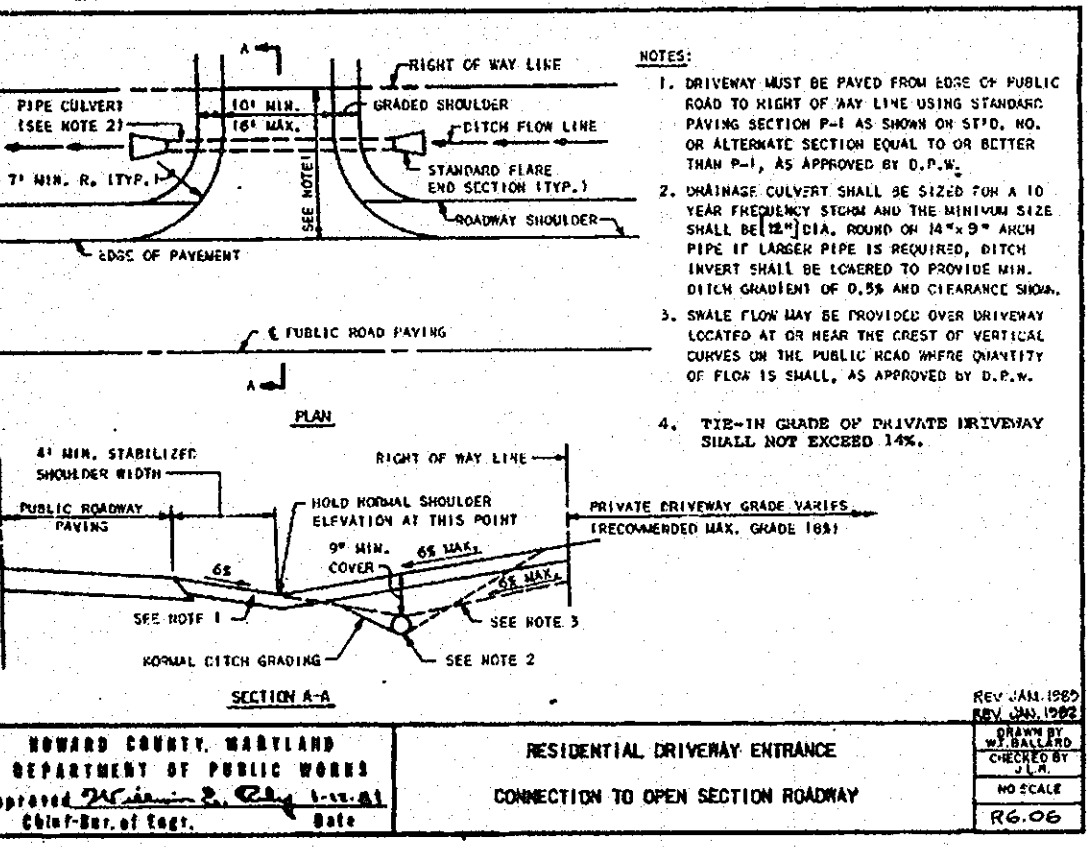 A
RIGHT OF WAY LINE
PIPE CULVERT
(SEE NOTE 2)
10' MIN.
16' MAX.
GRADED SHOULDER
DITCH FLOW LINE
7' MIN. R. (TYP.)
SEE NOTE 1
STANDARD FLARE
END SECTION (TYP.)
ROADWAY SHOULDER
EDGE OF PAVEMENT
℄ PUBLIC ROAD PAVING
A
PLAN
NOTES:
1. DRIVEWAY MUST BE PAVED FROM EDGE OF PUBLIC
ROAD TO RIGHT OF WAY LINE USING STANDARD
PAVING SECTION P-1 AS SHOWN ON ST'D. NO.
OR ALTERNATE SECTION EQUAL TO OR BETTER
THAN P-1, AS APPROVED BY D.P.W.
2. DRAINAGE CULVERT SHALL BE SIZED FOR A 10
YEAR FREQUENCY STORM AND THE MINIMUM SIZE
SHALL BE [12"] DIA. ROUND OR 14"x 9" ARCH
PIPE IF LARGER PIPE IS REQUIRED, DITCH
INVERT SHALL BE LOWERED TO PROVIDE MIN.
DITCH GRADIENT OF 0.5% AND CLEARANCE SHOWN.
3. SWALE FLOW MAY BE PROVIDED OVER DRIVEWAY
LOCATED AT OR NEAR THE CREST OF VERTICAL
CURVES ON THE PUBLIC ROAD WHERE QUANTITY
OF FLOW IS SMALL, AS APPROVED BY D.P.W.
4. TIE-IN GRADE OF PRIVATE DRIVEWAY
SHALL NOT EXCEED 14%.
4' MIN. STABILIZED
SHOULDER WIDTH
RIGHT OF WAY LINE
PUBLIC ROADWAY
PAVING
HOLD NORMAL SHOULDER
ELEVATION AT THIS POINT
PRIVATE DRIVEWAY GRADE VARIES
(RECOMMENDED MAX. GRADE 18%)
6%
9" MIN.
COVER
6% MAX.
6% MAX.
SEE NOTE 1
SEE NOTE 3
NORMAL DITCH GRADING
SEE NOTE 2
SECTION A-A
REV. JAN. 1989
REV. JAN. 1982
HOWARD COUNTY, MARYLAND
DEPARTMENT OF PUBLIC WORKS
Approved 1-12-81
Chief-Bur. of Engr. Date
RESIDENTIAL DRIVEWAY ENTRANCE
CONNECTION TO OPEN SECTION ROADWAY
DRAWN BY
W.T. BALLARD
CHECKED BY
J.L.M.
NO SCALE
R6.06